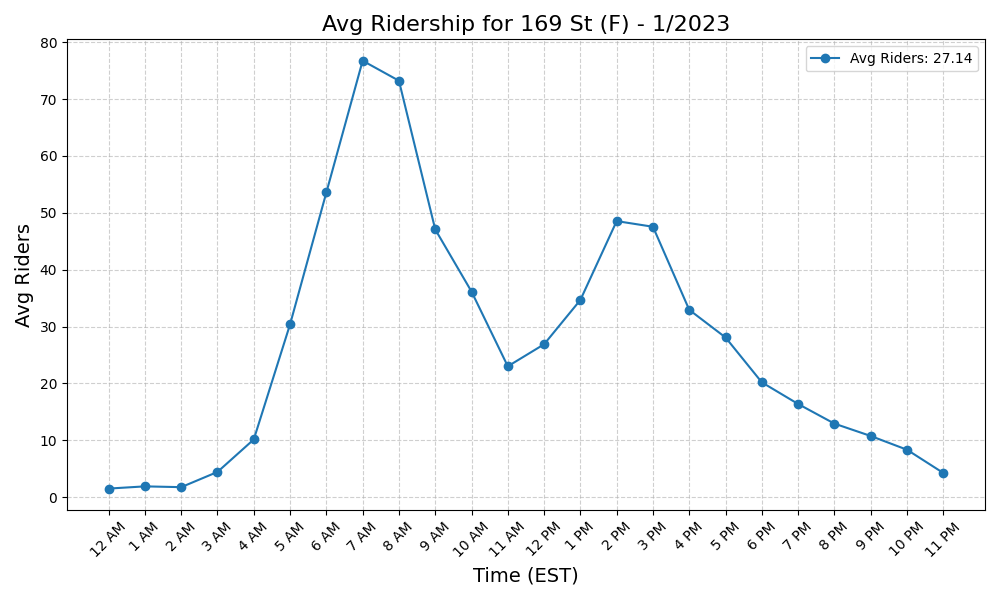 Avg Ridership for 169 St (F) - 1/2023
Avg Riders: 27.14
Avg Riders
80
70
60
50
40
30
20
10
0
12 AM
1 AM
2 AM
3 AM
4 AM
5 AM
6 AM
7 AM
8 AM
9 AM
10 AM
11 AM
12 PM
1 PM
2 PM
3 PM
4 PM
5 PM
6 PM
7 PM
8 PM
9 PM
10 PM
11 PM
Time (EST)